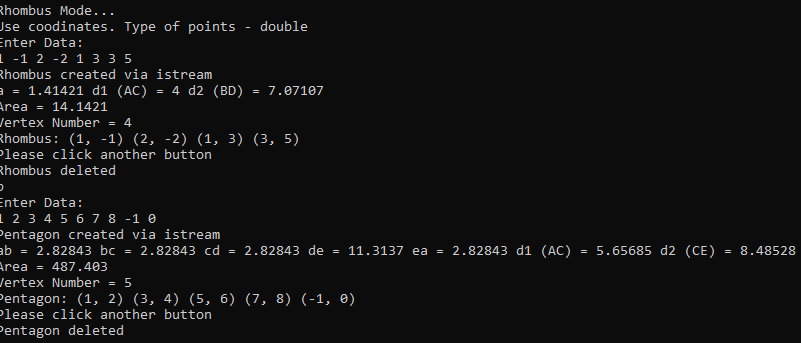 Rhombus Mode...
Use coodinates. Type of points - double
Enter Data:
1 -1 2 -2 1 3 3 5
Rhombus created via istream
a = 1.41421 d1 (AC) = 4 d2 (BD) = 7.07107
Area = 14.1421
Vertex Number = 4
Rhombus: (1, -1) (2, -2) (1, 3) (3, 5)
Please click another button
Rhombus deleted
p
Enter Data:
1 2 3 4 5 6 7 8 -1 0
Pentagon created via istream
ab = 2.82843 bc = 2.82843 cd = 2.82843 de = 11.3137 ea = 2.82843 d1 (AC) = 5.65685 d2 (CE) = 8.48528
Area = 487.403
Vertex Number = 5
Pentagon: (1, 2) (3, 4) (5, 6) (7, 8) (-1, 0)
Please click another button
Pentagon deleted